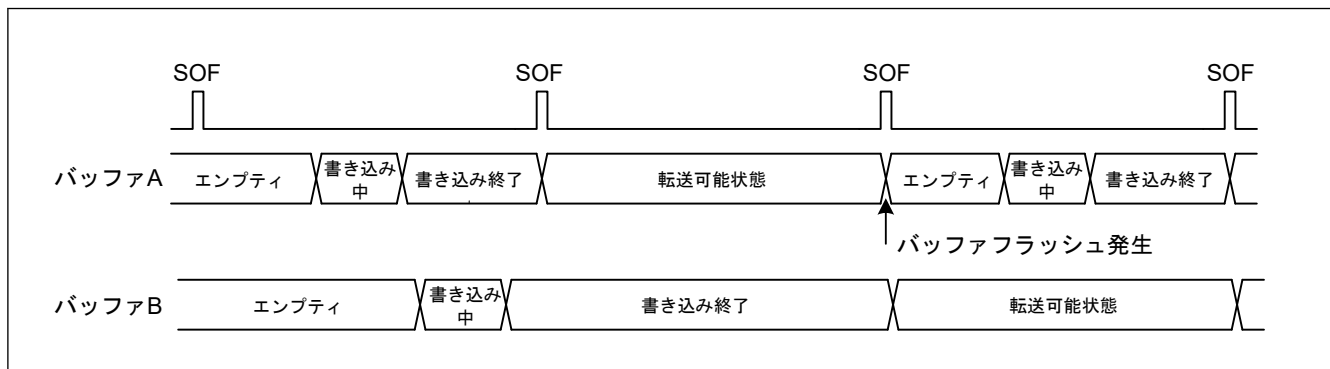 SOF SOF SOF SOF
バッファA エンプティ 書き込み中 書き込み終了 転送可能状態 エンプティ 書き込み中 書き込み終了
バッファフラッシュ発生
バッファB エンプティ 書き込み中 書き込み終了 転送可能状態